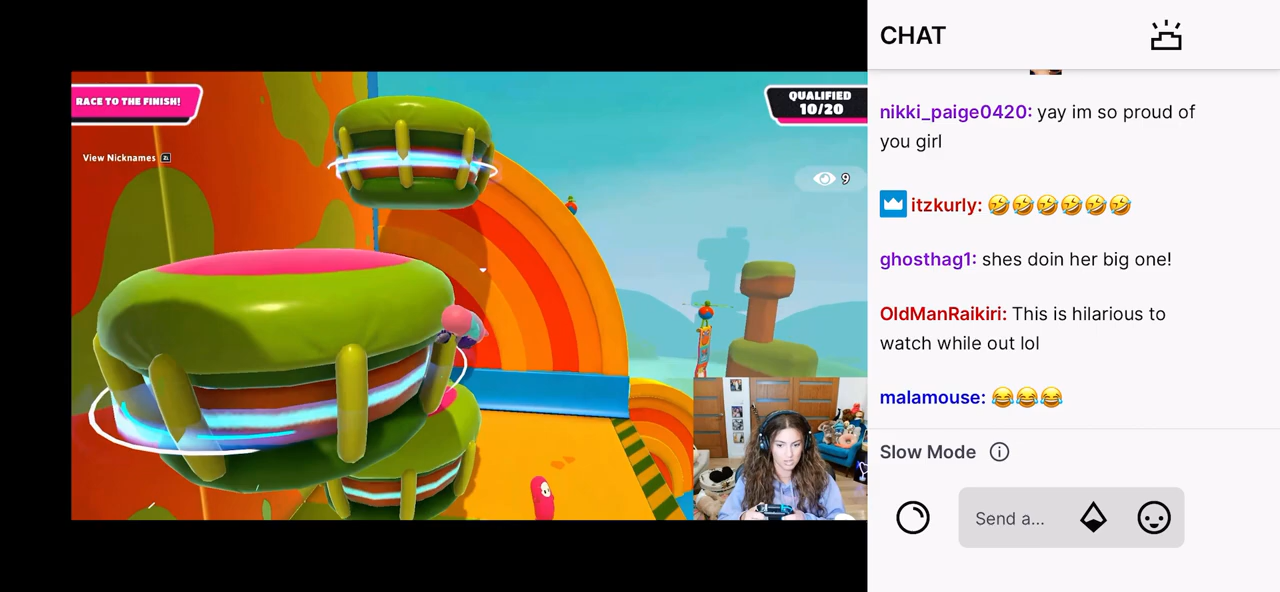 RACE TO THE FINISH!
View Nicknames ZL
QUALIFIED
10/20
9
CHAT
nikki_paige0420: yay im so proud of
you girl
itzkurly: 🤣🤣🤣🤣🤣🤣
ghosthag1: shes doin her big one!
OldManRaikiri: This is hilarious to
watch while out lol
malamouse: 😂😂😂
Slow Mode
Send a...